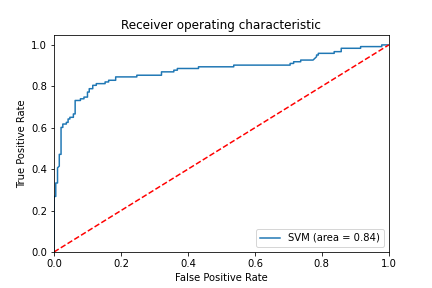 Receiver operating characteristic
True Positive Rate
1.0
0.8
0.6
0.4
0.2
0.0
SVM (area = 0.84)
0.0 0.2 0.4 0.6 0.8 1.0
False Positive Rate